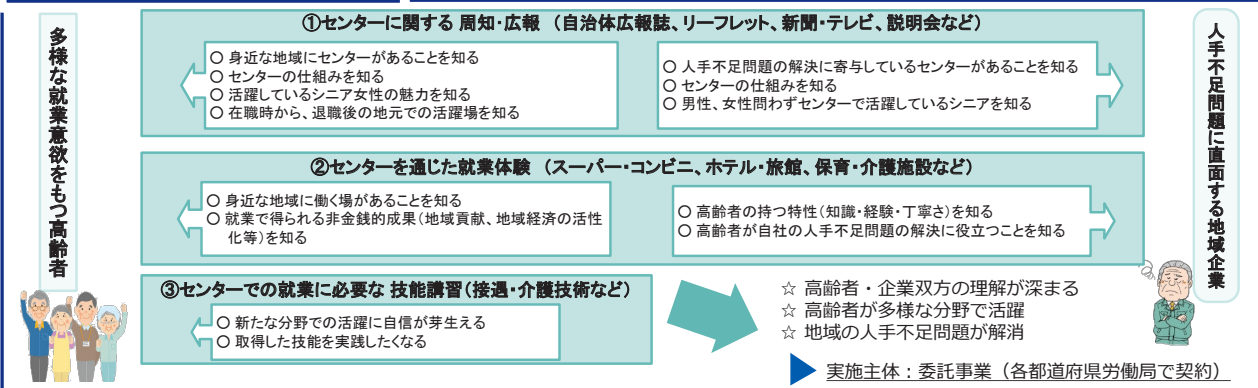 多様な就業意欲をもつ高齢者
①センターに関する 周知・広報 （自治体広報誌、リーフレット、新聞・テレビ、説明会など）
○ 身近な地域にセンターがあることを知る
○ センターの仕組みを知る
○ 活躍しているシニア女性の魅力を知る
○ 在職時から、退職後の地元での活躍場を知る
○ 人手不足問題の解決に寄与しているセンターがあることを知る
○ センターの仕組みを知る
○ 男性、女性問わずセンターで活躍しているシニアを知る
②センターを通じた就業体験 （スーパー・コンビニ、ホテル・旅館、保育・介護施設など）
○ 身近な地域に働く場があることを知る
○ 就業で得られる非金銭的成果（地域貢献、地域経済の活性
化等）を知る
○ 高齢者の持つ特性（知識・経験・丁寧さ）を知る
○ 高齢者が自社の人手不足問題の解決に役立つことを知る
③センターでの就業に必要な 技能講習（接遇・介護技術など）
○ 新たな分野での活躍に自信が芽生える
○ 取得した技能を実践したくなる
☆ 高齢者・企業双方の理解が深まる
☆ 高齢者が多様な分野で活躍
☆ 地域の人手不足問題が解消
実施主体：委託事業（各都道府県労働局で契約）
人手不足問題に直面する地域企業